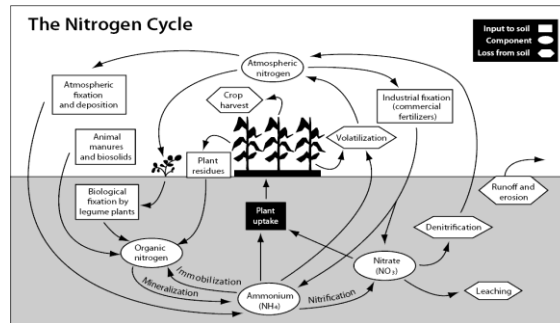 The Nitrogen Cycle
Input to soil
Component
Loss from soil
Atmospheric
nitrogen
Atmospheric
fixation
and deposition
Crop
harvest
Industrial fixation
(commercial
fertilizers)
Animal
manures
and biosolids
Plant
residues
Volatilization
Biological
fixation by
legume plants
Plant
uptake
Runoff and
erosion
Denitrification
Organic
nitrogen
Nitrate
(NO₃)
Immobilization
Mineralization
Ammonium
(NH₄)
Nitrification
Leaching